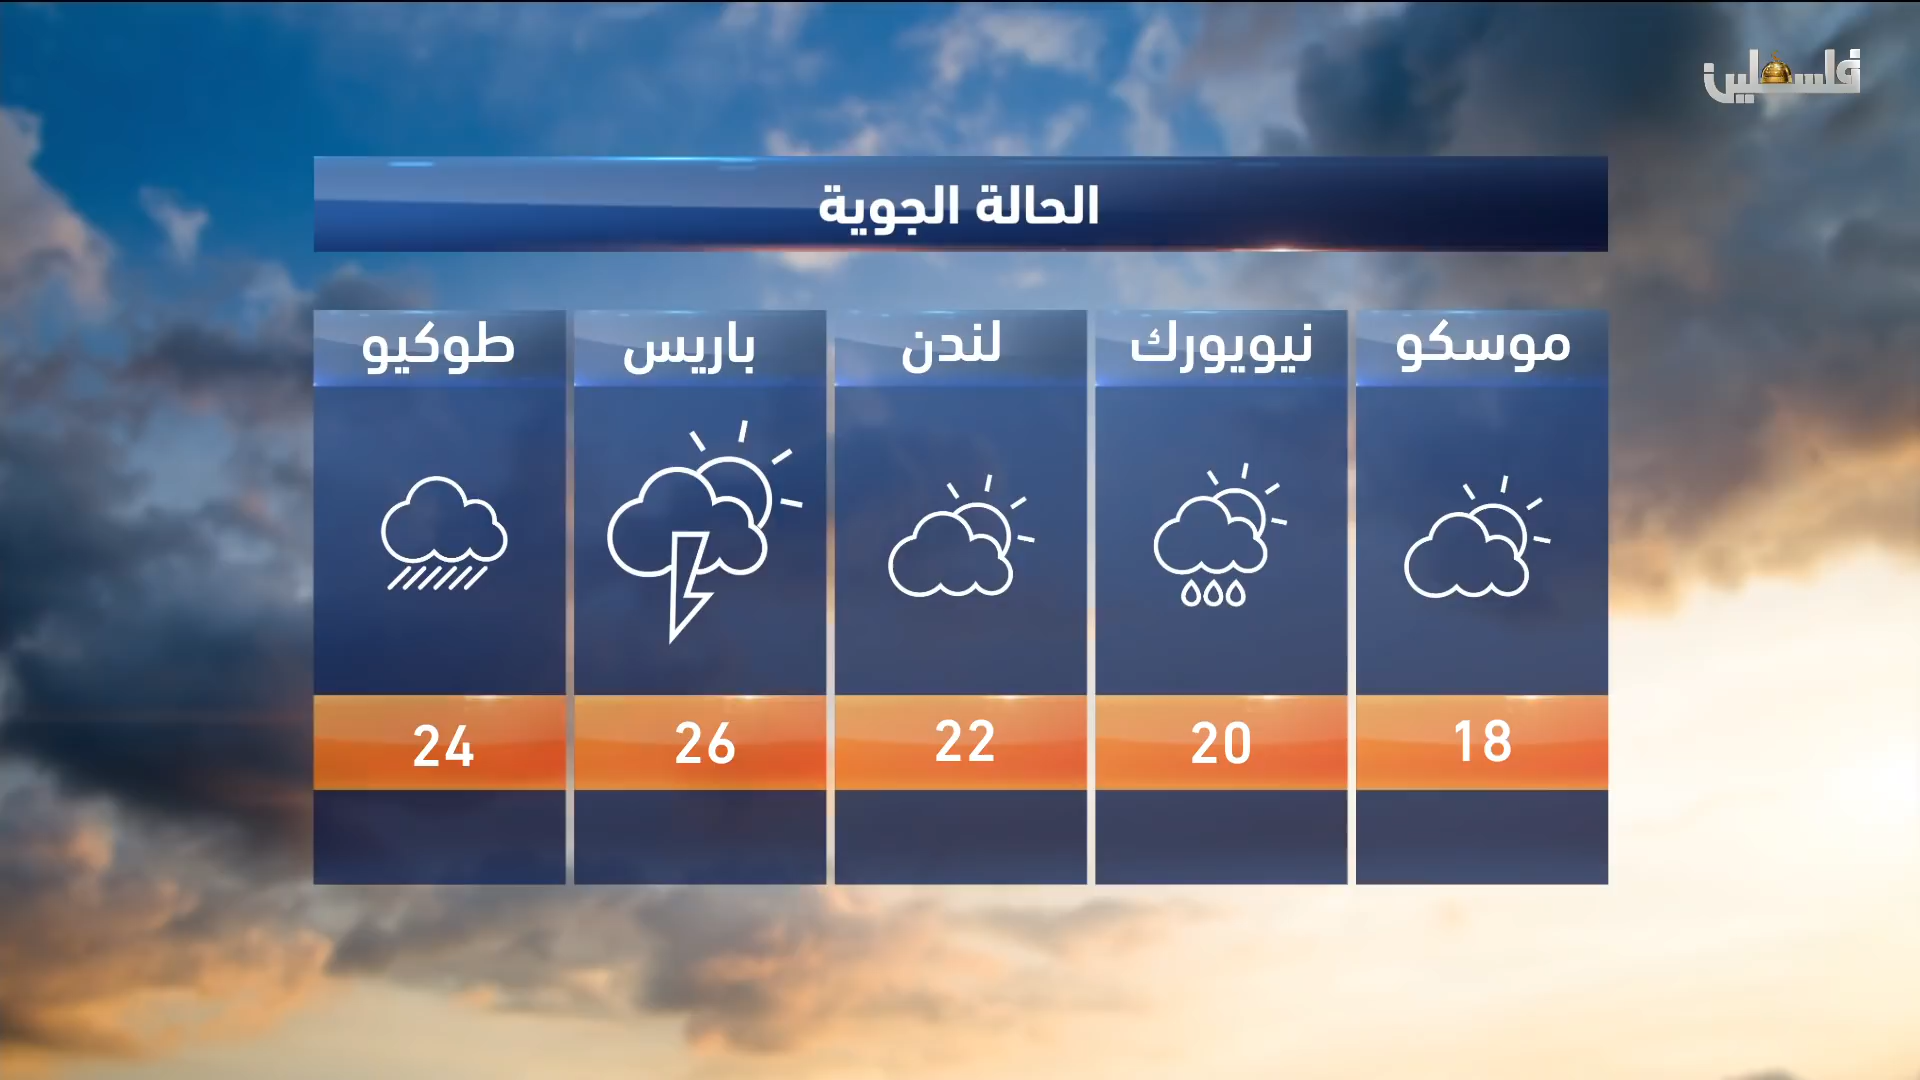 فلسطين
الحالة الجوية
موسكو
نيويورك
لندن
باريس
طوكيو
18
20
22
26
24